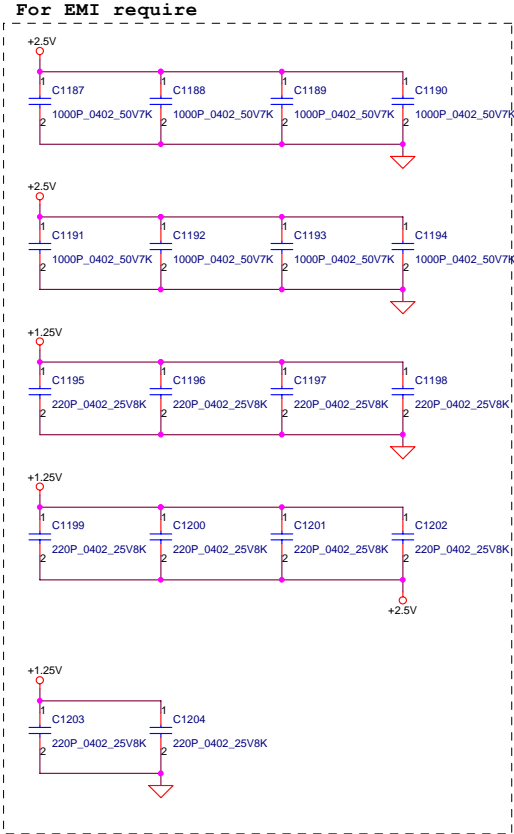 For EMI require
+2.5V
1 1 1 1
C1187 C1188 C1189 C1190
1000P_0402_50V7K 1000P_0402_50V7K 1000P_0402_50V7K 1000P_0402_50V7K
2 2 2 2
+2.5V
1 1 1 1
C1191 C1192 C1193 C1194
1000P_0402_50V7K 1000P_0402_50V7K 1000P_0402_50V7K 1000P_0402_50V7K
2 2 2 2
+1.25V
1 1 1 1
C1195 C1196 C1197 C1198
220P_0402_25V8K 220P_0402_25V8K 220P_0402_25V8K 220P_0402_25V8K
2 2 2 2
+1.25V
1 1 1 1
C1199 C1200 C1201 C1202
220P_0402_25V8K 220P_0402_25V8K 220P_0402_25V8K 220P_0402_25V8K
2 2 2 2
+2.5V
+1.25V
1 1
C1203 C1204
220P_0402_25V8K 220P_0402_25V8K
2 2